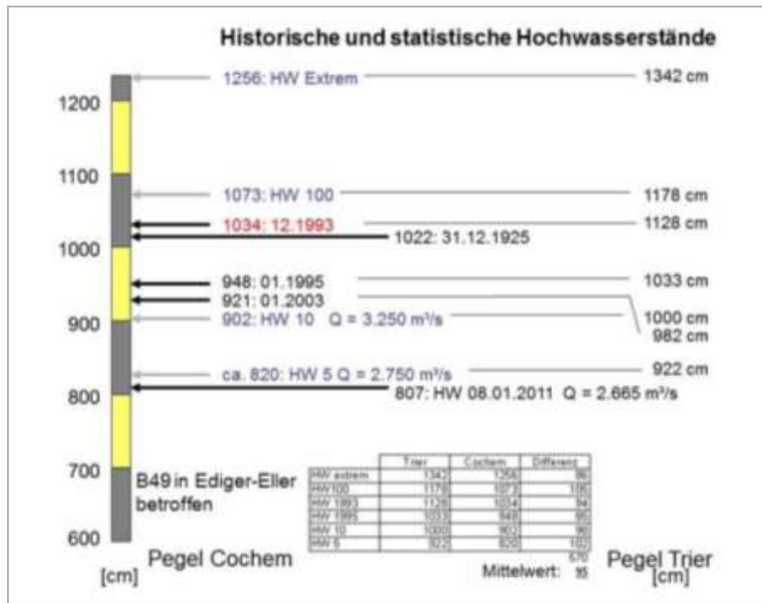 Historische und statistische Hochwasserstände
1256: HW Extrem 1342 cm
1200
1100
1073: HW 100 1178 cm
1034: 12.1993 1128 cm
1022: 31.12.1925
1000
948: 01.1995 1033 cm
921: 01.2003
902: HW 10 Q = 3.250 m³/s 1000 cm
900
982 cm
ca. 820: HW 5 Q = 2.750 m³/s 922 cm
807: HW 08.01.2011 Q = 2.665 m³/s
800
700
B49 in Ediger-Eller
betroffen
600
Trier Cochem Differenz
HW extrem 1342 1256 86
HW100 1178 1073 105
HW 1993 1128 1034 94
HW 1995 1033 948 85
HW 10 1000 902 98
HW 5 922 820 102
570
Mittelwert:
Pegel Cochem
Pegel Trier
[cm]
[cm]